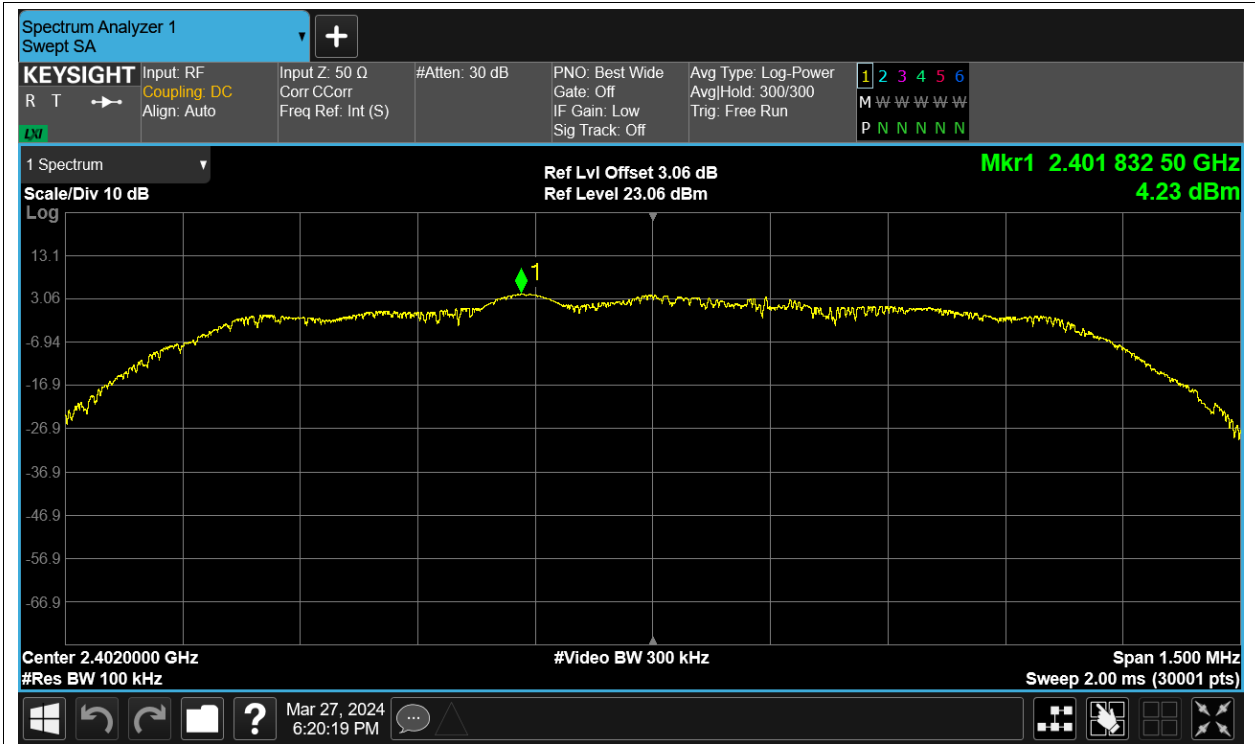 Spectrum Analyzer 1
Swept SA
KEYSIGHT
R T
LXI
Input: RF
Coupling: DC
Align: Auto
Input Z: 50 Ω
Corr CCorr
Freq Ref: Int (S)
#Atten: 30 dB
PNO: Best Wide
Gate: Off
IF Gain: Low
Sig Track: Off
Avg Type: Log-Power
Avg|Hold: 300/300
Trig: Free Run
1 2 3 4 5 6
M W W W W W
P N N N N N
1 Spectrum
Scale/Div 10 dB
Log
Ref Lvl Offset 3.06 dB
Ref Level 23.06 dBm
Mkr1 2.401 832 50 GHz
4.23 dBm
1
13.1
3.06
-6.94
-16.9
-26.9
-36.9
-46.9
-56.9
-66.9
Center 2.4020000 GHz
#Res BW 100 kHz
#Video BW 300 kHz
Span 1.500 MHz
Sweep 2.00 ms (30001 pts)
?
Mar 27, 2024
6:20:19 PM